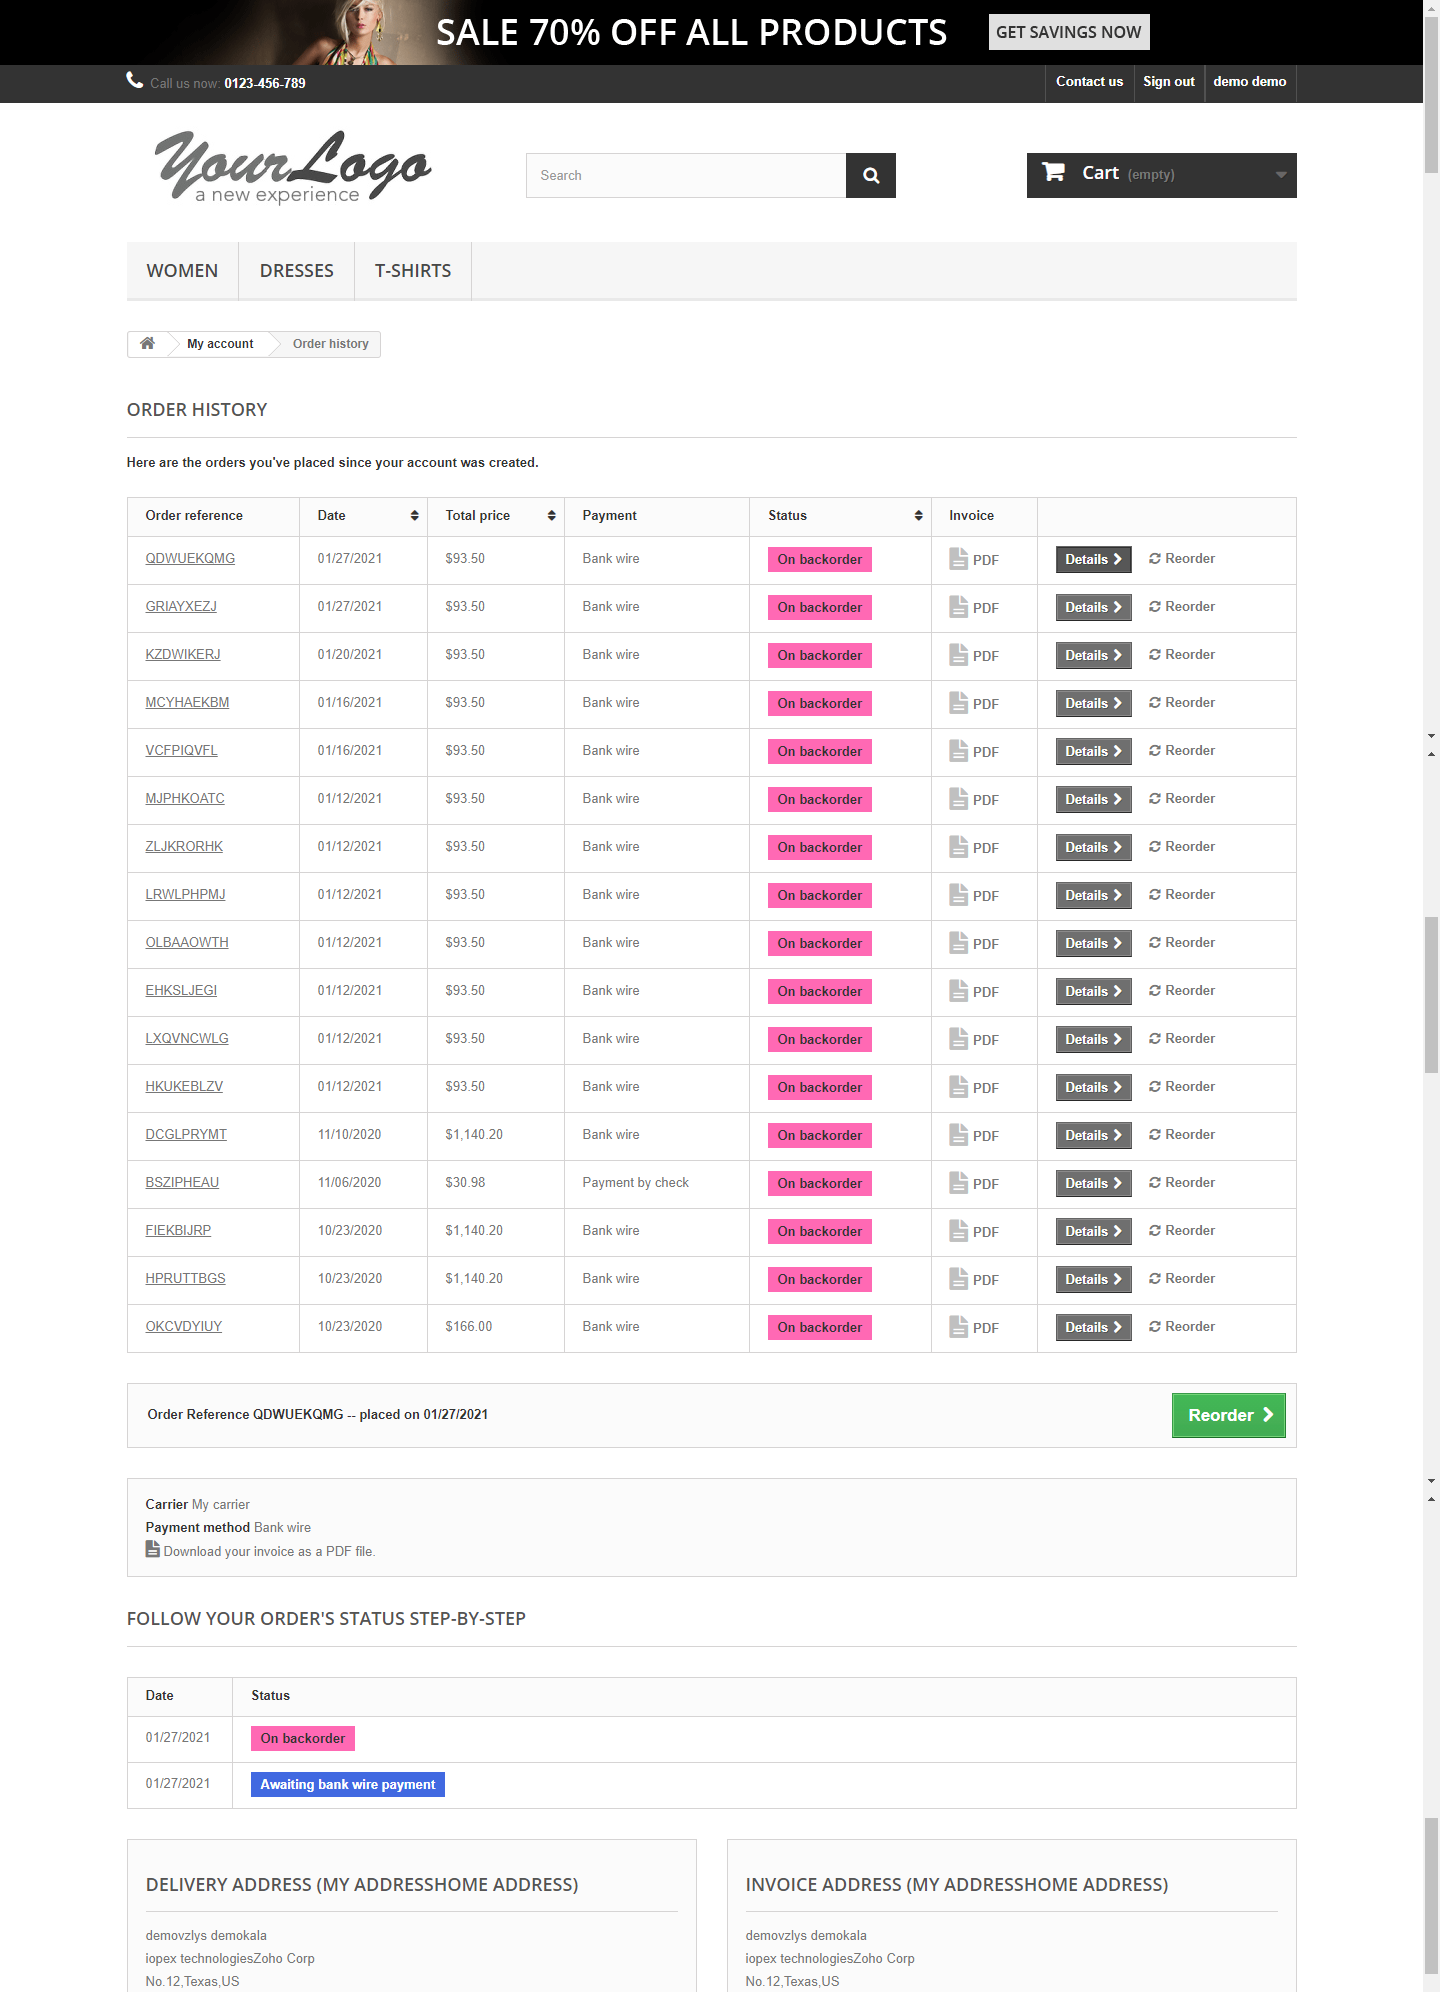 SALE 70% OFF ALL PRODUCTS GET SAVINGS NOW
Call us now: 0123-456-789 Contact us Sign out demo demo
YourLogo
a new experience
Search
Cart (empty)
WOMEN DRESSES T-SHIRTS
My account Order history
ORDER HISTORY
Here are the orders you've placed since your account was created.
Order reference Date Total price Payment Status Invoice
QDWUEKQMG 01/27/2021 $93.50 Bank wire On backorder PDF Details Reorder
GRIAYXEZJ 01/27/2021 $93.50 Bank wire On backorder PDF Details Reorder
KZDWIKERJ 01/20/2021 $93.50 Bank wire On backorder PDF Details Reorder
MCYHAEKBM 01/16/2021 $93.50 Bank wire On backorder PDF Details Reorder
VCFPIQVFL 01/16/2021 $93.50 Bank wire On backorder PDF Details Reorder
MJPHKOATC 01/12/2021 $93.50 Bank wire On backorder PDF Details Reorder
ZLJKRORHK 01/12/2021 $93.50 Bank wire On backorder PDF Details Reorder
LRWLPHPMJ 01/12/2021 $93.50 Bank wire On backorder PDF Details Reorder
OLBAAOWTH 01/12/2021 $93.50 Bank wire On backorder PDF Details Reorder
EHKSLJEGI 01/12/2021 $93.50 Bank wire On backorder PDF Details Reorder
LXQVNCWLG 01/12/2021 $93.50 Bank wire On backorder PDF Details Reorder
HKUKEBLZV 01/12/2021 $93.50 Bank wire On backorder PDF Details Reorder
DCGLPRYMT 11/10/2020 $1,140.20 Bank wire On backorder PDF Details Reorder
BSZIPHEAU 11/06/2020 $30.98 Payment by check On backorder PDF Details Reorder
FIEKBIJRP 10/23/2020 $1,140.20 Bank wire On backorder PDF Details Reorder
HPRUTTBGS 10/23/2020 $1,140.20 Bank wire On backorder PDF Details Reorder
OKCVDYIUY 10/23/2020 $166.00 Bank wire On backorder PDF Details Reorder
Order Reference QDWUEKQMG -- placed on 01/27/2021 Reorder
Carrier My carrier
Payment method Bank wire
Download your invoice as a PDF file.
FOLLOW YOUR ORDER'S STATUS STEP-BY-STEP
Date Status
01/27/2021 On backorder
01/27/2021 Awaiting bank wire payment
DELIVERY ADDRESS (MY ADDRESSHOME ADDRESS)
demovzlys demokala
iopex technologiesZoho Corp
No.12,Texas,US
INVOICE ADDRESS (MY ADDRESSHOME ADDRESS)
demovzlys demokala
iopex technologiesZoho Corp
No.12,Texas,US